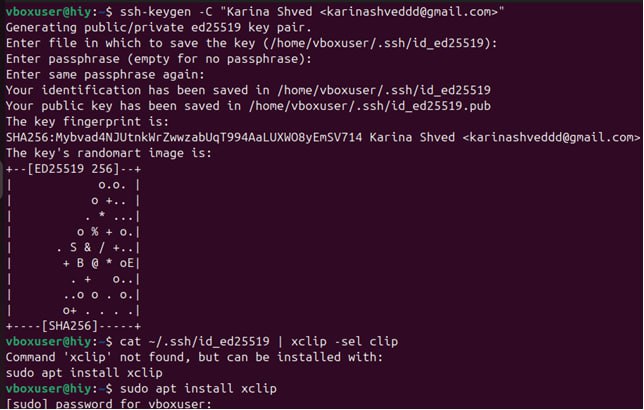 vboxuser@hiy:~$ ssh-keygen -C "Karina Shved <karinashveddd@gmail.com>"
Generating public/private ed25519 key pair.
Enter file in which to save the key (/home/vboxuser/.ssh/id_ed25519):
Enter passphrase (empty for no passphrase):
Enter same passphrase again:
Your identification has been saved in /home/vboxuser/.ssh/id_ed25519
Your public key has been saved in /home/vboxuser/.ssh/id_ed25519.pub
The key fingerprint is:
SHA256:Mybvad4NJUtnkWrZwwzabUqT994AaLUXWO8yEmSV714 Karina Shved <karinashveddd@gmail.com>
The key's randomart image is:
+--[ED25519 256]--+
|            o.o. |
|           o +.. |
|          . * ...|
|         o % + o.|
|      . S & / +..|
|       + B @ * oE|
|        . +   o..|
|       ..o o . o.|
|       o+ . . . .|
+----[SHA256]-----+
vboxuser@hiy:~$ cat ~/.ssh/id_ed25519 | xclip -sel clip
Command 'xclip' not found, but can be installed with:
sudo apt install xclip
vboxuser@hiy:~$ sudo apt install xclip
[sudo] password for vboxuser: